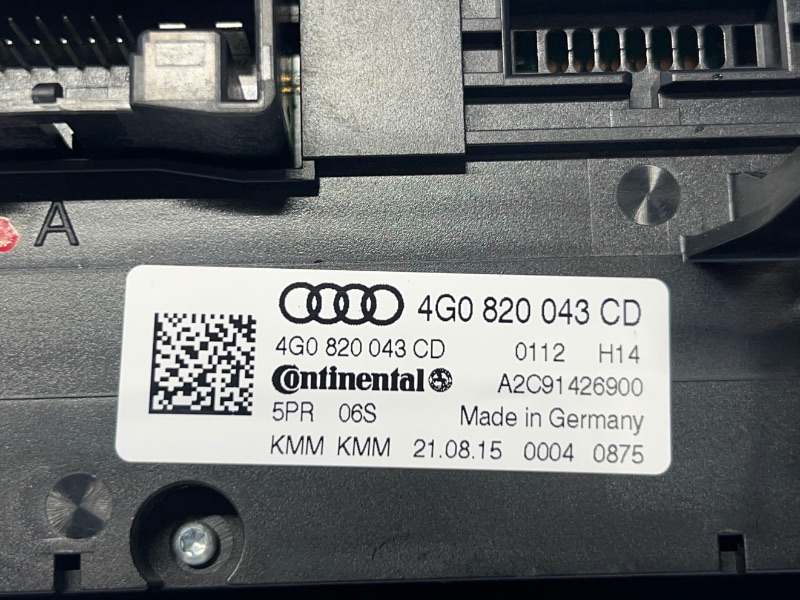 A
4G0 820 043 CD
4G0 820 043 CD 0112 H14
Continental A2C91426900
5PR 06S Made in Germany
KMM KMM 21.08.15 0004 0875